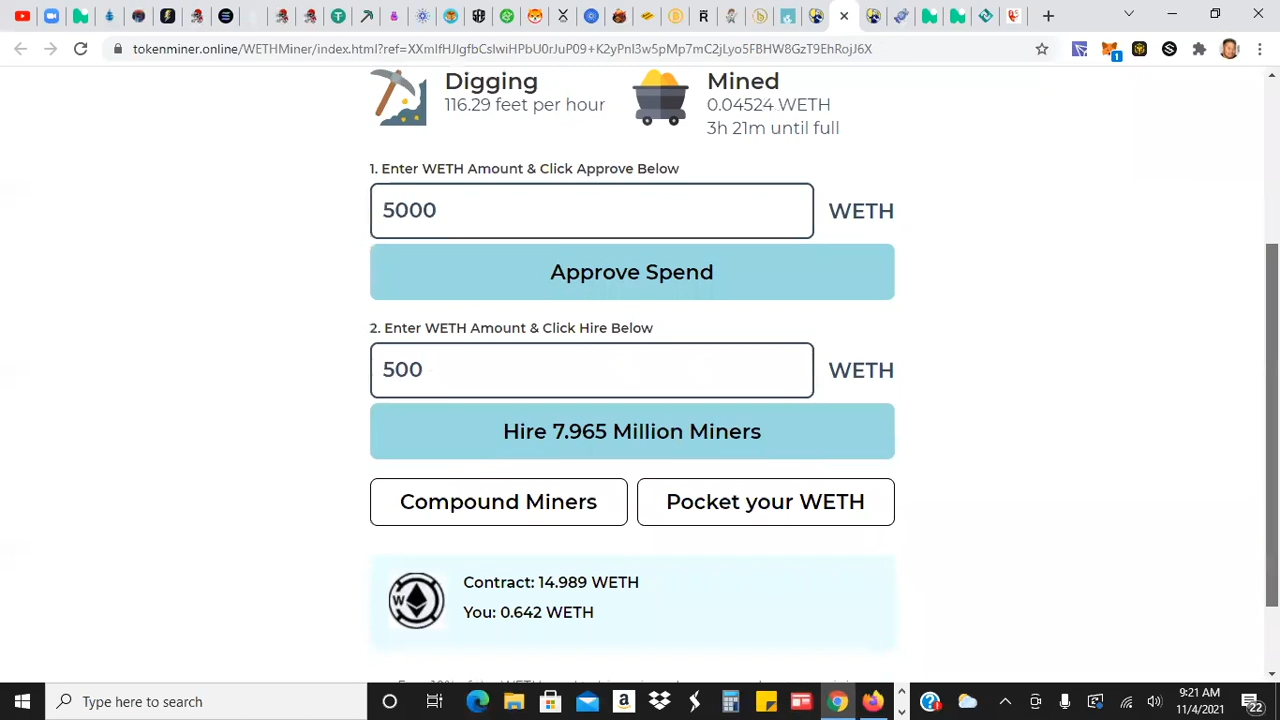 tokenminer.online/WETHMiner/index.html?ref=XXmIfHJIgfbCsIwiHPbU0rJuP09+K2yPnI3w5pMp7mC2jLyo5FBHW8GzT9EhRojJ6X
1
Digging
116.29 feet per hour
Mined
0.04524 WETH
3h 21m until full
1. Enter WETH Amount & Click Approve Below
5000
WETH
Approve Spend
2. Enter WETH Amount & Click Hire Below
500
WETH
Hire 7.965 Million Miners
Compound Miners
Pocket your WETH
W
Contract: 14.989 WETH
You: 0.642 WETH
Type here to search
9:21 AM
11/4/2021
22